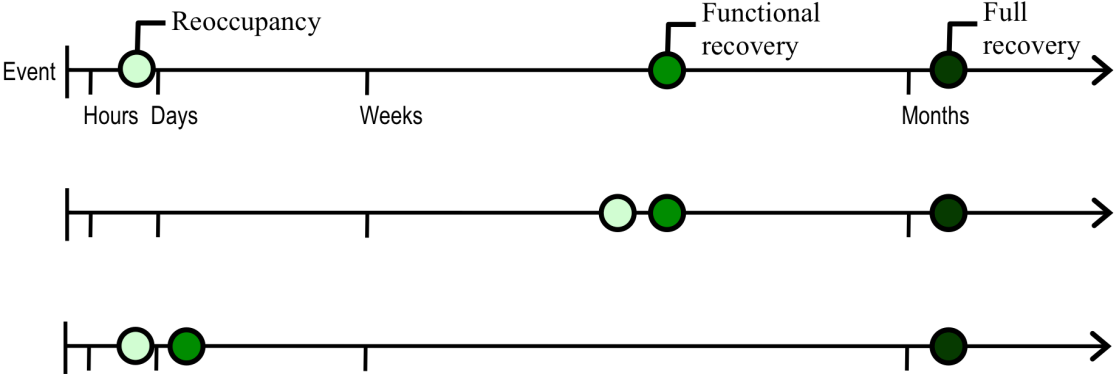 Reoccupancy
Functional
recovery
Full
recovery
Event
Hours Days Weeks Months